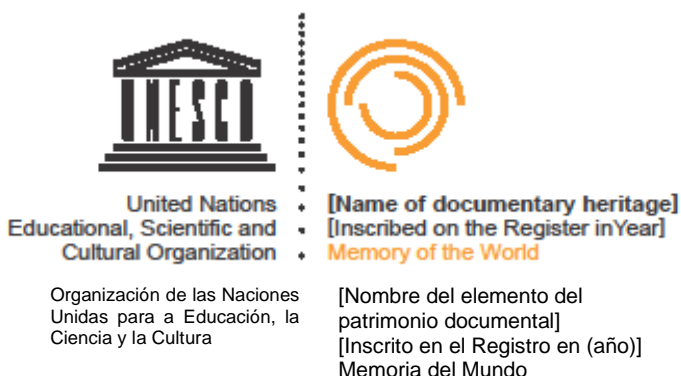 UNESCO
United Nations
Educational, Scientific and
Cultural Organization
[Name of documentary heritage]
[Inscribed on the Register inYear]
Memory of the World
Organización de las Naciones
Unidas para a Educación, la
Ciencia y la Cultura
[Nombre del elemento del
patrimonio documental]
[Inscrito en el Registro en (año)]
Memoria del Mundo